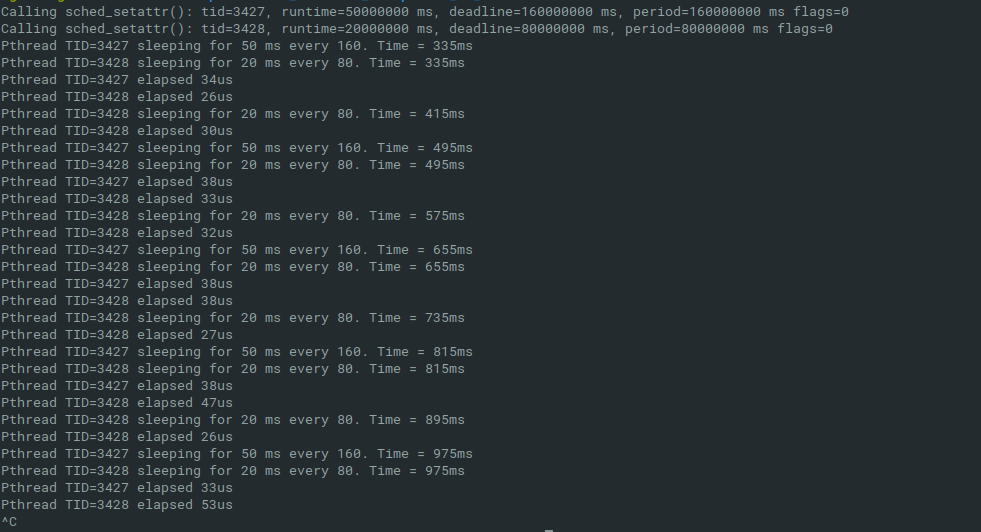 Calling sched_setattr(): tid=3427, runtime=50000000 ms, deadline=160000000 ms, period=160000000 ms flags=0
Calling sched_setattr(): tid=3428, runtime=20000000 ms, deadline=80000000 ms, period=80000000 ms flags=0
Pthread TID=3427 sleeping for 50 ms every 160. Time = 335ms
Pthread TID=3428 sleeping for 20 ms every 80. Time = 335ms
Pthread TID=3427 elapsed 34us
Pthread TID=3428 elapsed 26us
Pthread TID=3428 sleeping for 20 ms every 80. Time = 415ms
Pthread TID=3428 elapsed 30us
Pthread TID=3427 sleeping for 50 ms every 160. Time = 495ms
Pthread TID=3428 sleeping for 20 ms every 80. Time = 495ms
Pthread TID=3427 elapsed 38us
Pthread TID=3428 elapsed 33us
Pthread TID=3428 sleeping for 20 ms every 80. Time = 575ms
Pthread TID=3428 elapsed 32us
Pthread TID=3427 sleeping for 50 ms every 160. Time = 655ms
Pthread TID=3428 sleeping for 20 ms every 80. Time = 655ms
Pthread TID=3427 elapsed 38us
Pthread TID=3428 elapsed 38us
Pthread TID=3428 sleeping for 20 ms every 80. Time = 735ms
Pthread TID=3428 elapsed 27us
Pthread TID=3427 sleeping for 50 ms every 160. Time = 815ms
Pthread TID=3428 sleeping for 20 ms every 80. Time = 815ms
Pthread TID=3427 elapsed 38us
Pthread TID=3428 elapsed 47us
Pthread TID=3428 sleeping for 20 ms every 80. Time = 895ms
Pthread TID=3428 elapsed 26us
Pthread TID=3427 sleeping for 50 ms every 160. Time = 975ms
Pthread TID=3428 sleeping for 20 ms every 80. Time = 975ms
Pthread TID=3427 elapsed 33us
Pthread TID=3428 elapsed 53us
^C